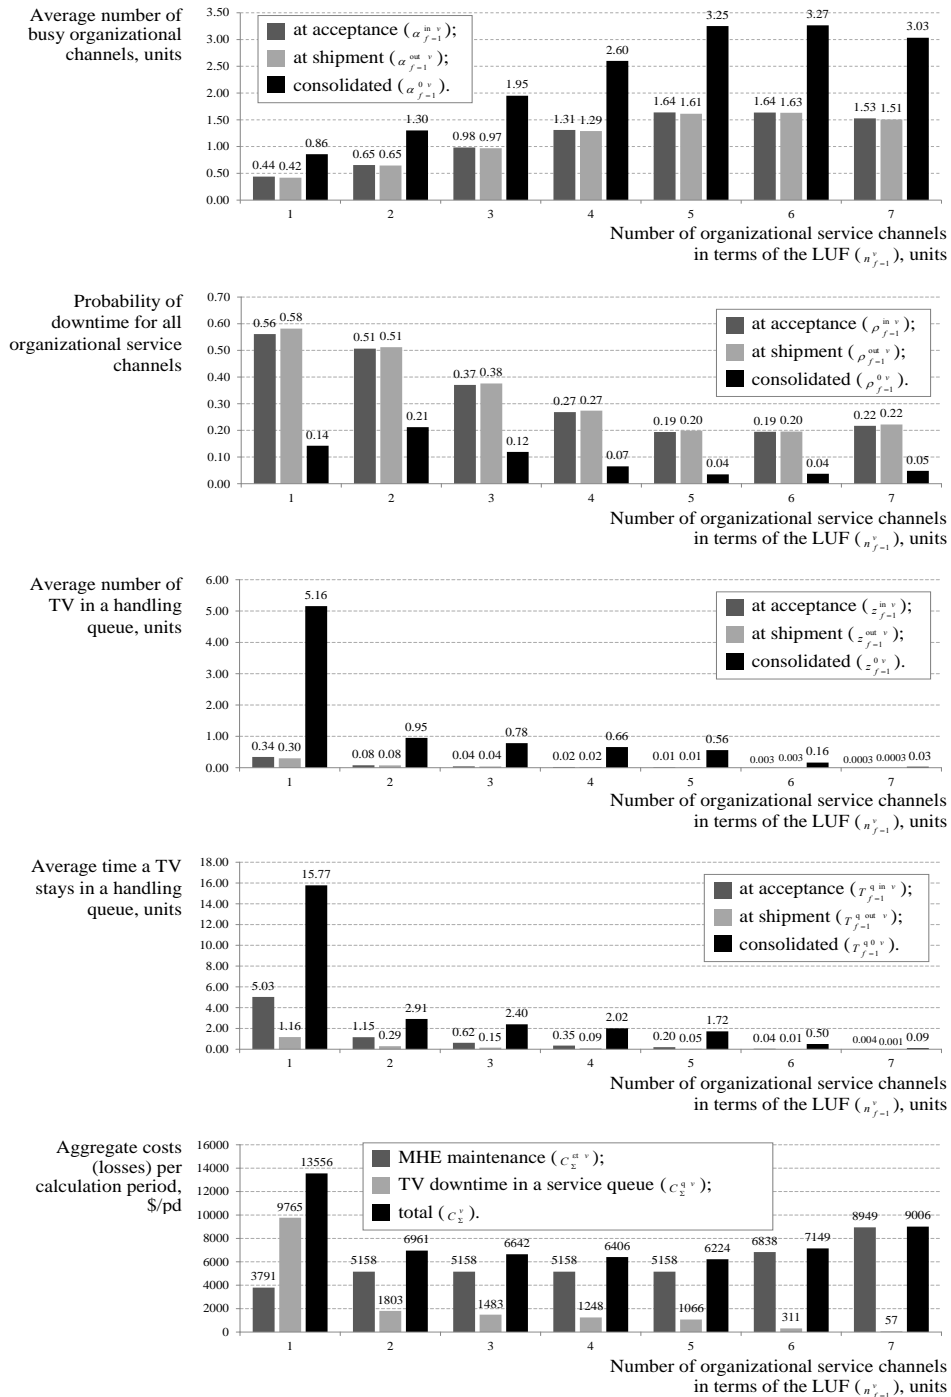 Average number of
busy organizational
channels, units
3.50
3.00
2.50
2.00
1.50
1.00
0.50
0.00
at acceptance (α in v f=1);
at shipment (α out v f=1);
consolidated (α 0 v f=1).
0.44 0.42 0.86
0.65 0.65 1.30
0.98 0.97 1.95
1.31 1.29 2.60
1.64 1.61 3.25
1.64 1.63 3.27
1.53 1.51 3.03
1 2 3 4 5 6 7
Number of organizational service channels
in terms of the LUF (n v f=1), units
Probability of
downtime for all
organizational service
channels
0.70
0.60
0.50
0.40
0.30
0.20
0.10
0.00
at acceptance (ρ in v f=1);
at shipment (ρ out v f=1);
consolidated (ρ 0 v f=1).
0.56 0.58 0.14
0.51 0.51 0.21
0.37 0.38 0.12
0.27 0.27 0.07
0.19 0.20 0.04
0.19 0.20 0.04
0.22 0.22 0.05
1 2 3 4 5 6 7
Number of organizational service channels
in terms of the LUF (n v f=1), units
Average number of
TV in a handling
queue, units
6.00
5.00
4.00
3.00
2.00
1.00
0.00
at acceptance (z in v f=1);
at shipment (z out v f=1);
consolidated (z 0 v f=1).
0.34 0.30 5.16
0.08 0.08 0.95
0.04 0.04 0.78
0.02 0.02 0.66
0.01 0.01 0.56
0.003 0.003 0.16
0.0003 0.0003 0.03
1 2 3 4 5 6 7
Number of organizational service channels
in terms of the LUF (n v f=1), units
Average time a TV
stays in a handling
queue, units
18.00
16.00
14.00
12.00
10.00
8.00
6.00
4.00
2.00
0.00
at acceptance (T q in v f=1);
at shipment (T q out v f=1);
consolidated (T q 0 v f=1).
5.03 1.16 15.77
1.15 0.29 2.91
0.62 0.15 2.40
0.35 0.09 2.02
0.20 0.05 1.72
0.04 0.01 0.50
0.004 0.001 0.09
1 2 3 4 5 6 7
Number of organizational service channels
in terms of the LUF (n v f=1), units
Aggregate costs
(losses) per
calculation period,
$/pd
16000
14000
12000
10000
8000
6000
4000
2000
0
MHE maintenance (C Σ v);
TV downtime in a service queue (C Σ q v);
total (C Σ v).
3791 9765 13556
5158 1803 6961
5158 1483 6642
5158 1248 6406
5158 1066 6224
6838 311 7149
8949 57 9006
1 2 3 4 5 6 7
Number of organizational service channels
in terms of the LUF (n v f=1), units